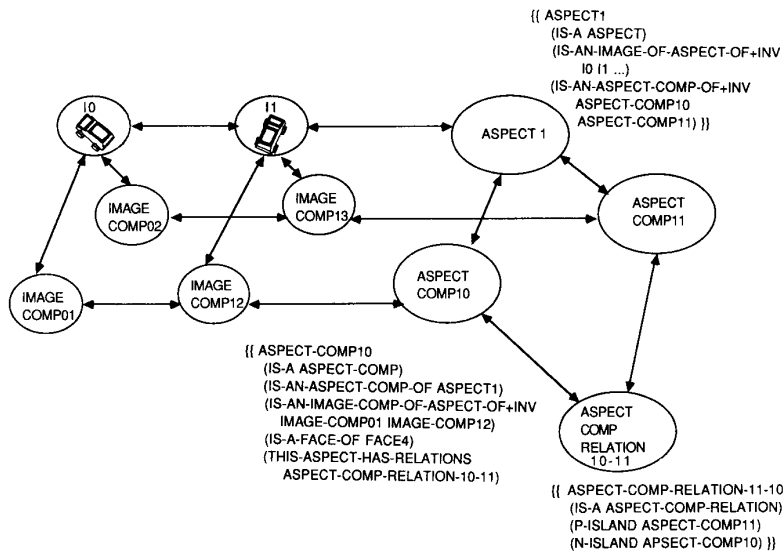 {{ ASPECT1
(IS-A ASPECT)
(IS-AN-IMAGE-OF-ASPECT-OF+INV
I0 I1 ...)
(IS-AN-ASPECT-COMP-OF+INV
ASPECT-COMP10
ASPECT-COMP11) }}
I0
I1
ASPECT 1
IMAGE
COMP02
IMAGE
COMP13
ASPECT
COMP11
IMAGE
COMP01
IMAGE
COMP12
ASPECT
COMP10
{{ ASPECT-COMP10
(IS-A ASPECT-COMP)
(IS-AN-ASPECT-COMP-OF ASPECT1)
(IS-AN-IMAGE-COMP-OF-ASPECT-OF+INV
IMAGE-COMP01 IMAGE-COMP12)
(IS-A-FACE-OF FACE4)
(THIS-ASPECT-HAS-RELATIONS
ASPECT-COMP-RELATION-10-11)
ASPECT
COMP
RELATION
10-11
{{ ASPECT-COMP-RELATION-11-10
(IS-A ASPECT-COMP-RELATION)
(P-ISLAND APSECT-COMP11)
(N-ISLAND APSECT-COMP10) }}